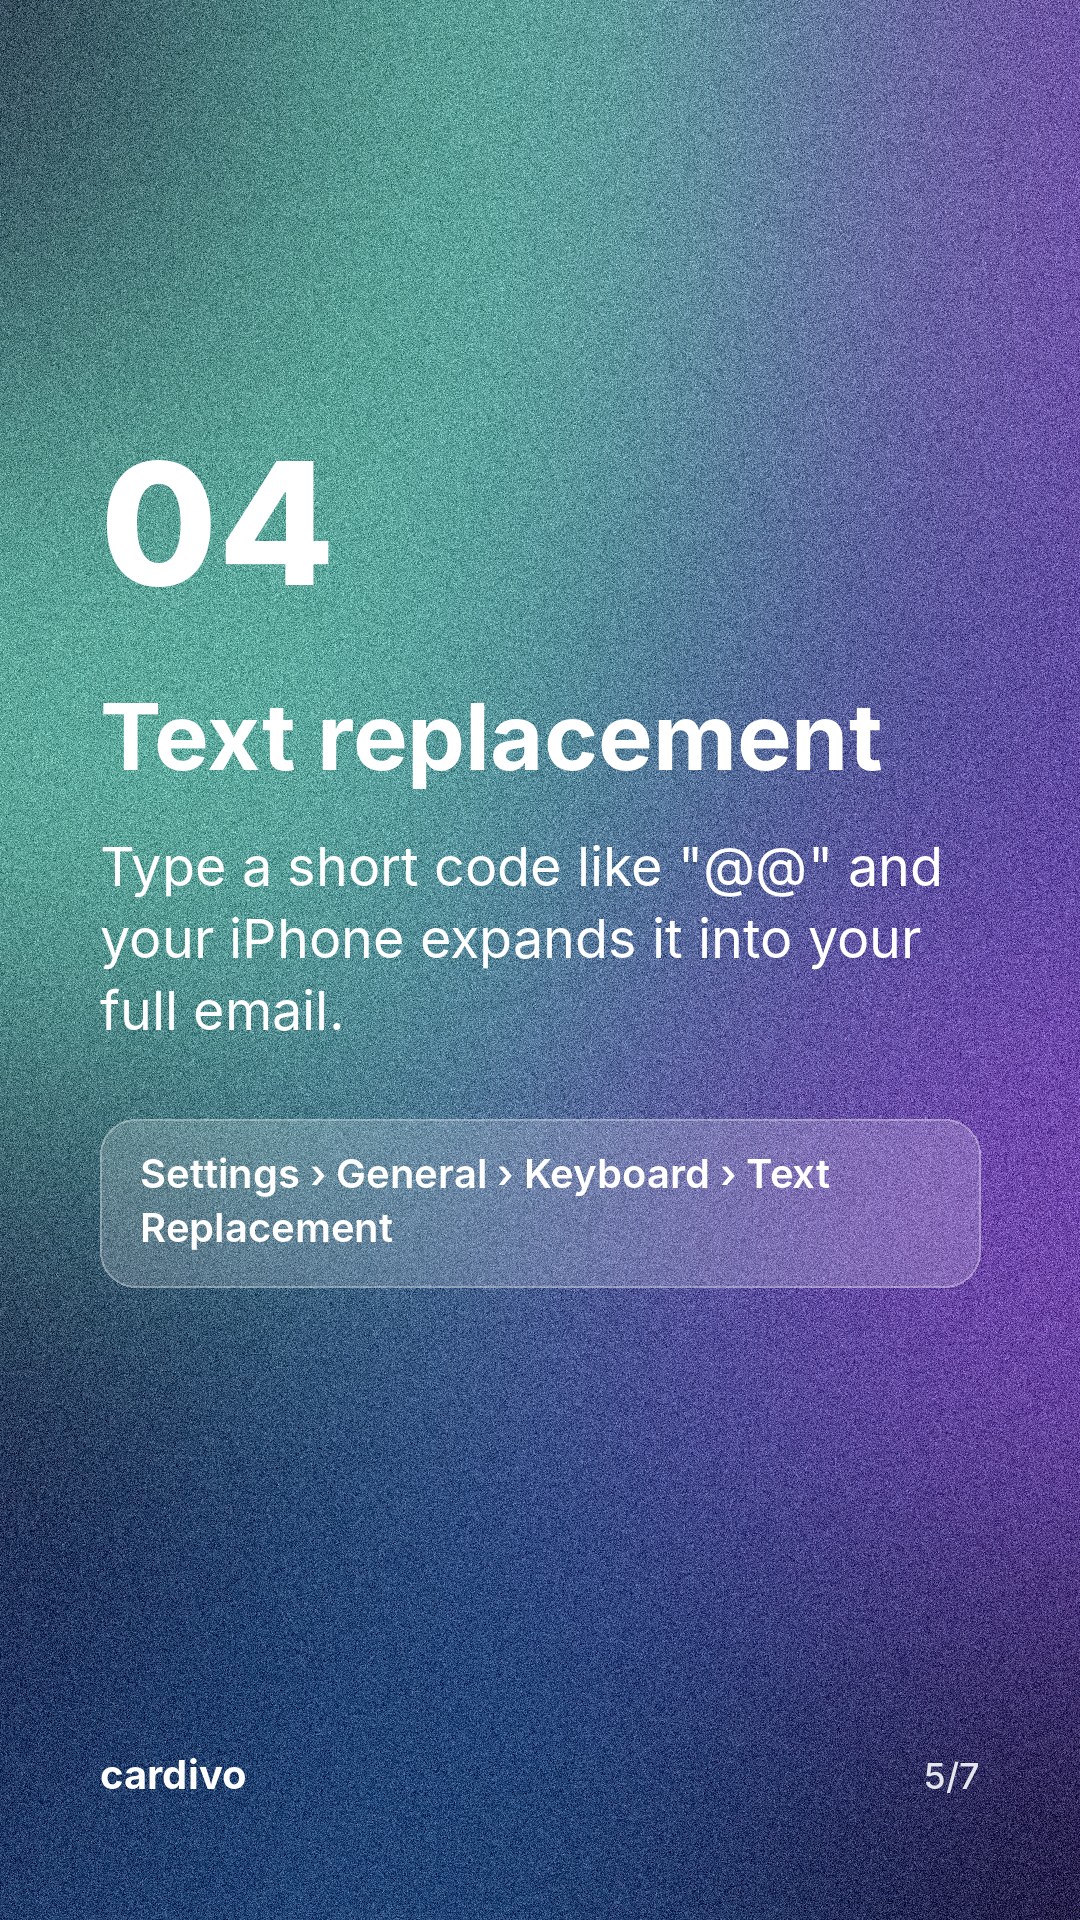 04
Text replacement
Type a short code like "@@" and
your iPhone expands it into your
full email.
Settings › General › Keyboard › Text
Replacement
cardivo
5/7